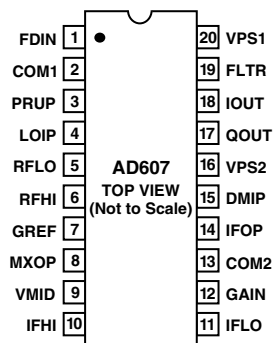 FDIN 1
COM1 2
PRUP 3
LOIP 4
RFLO 5
RFHI 6
GREF 7
MXOP 8
VMID 9
IFHI 10
AD607
TOP VIEW
(Not to Scale)
20 VPS1
19 FLTR
18 IOUT
17 QOUT
16 VPS2
15 DMIP
14 IFOP
13 COM2
12 GAIN
11 IFLO